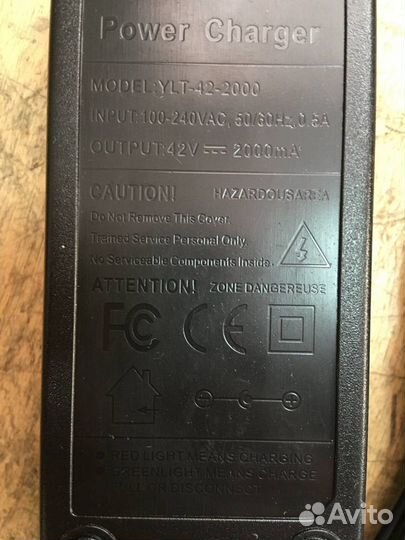 Power Charger
MODEL:YLT-42-2000
INPUT:100-240VAC, 50/60Hz,0.8A
OUTPUT:42V ⎓ 2000mA
CAUTION! HAZARDOUSAREA
Do Not Remove This Cover.
Trained Service Personal Only.
No Serviceable Components Inside.
ATTENTION! ZONE DANGEREUSE
FC CE
RED LIGHT MEANS CHARGING
GREENLIGHT MEANS CHARGE
FULL OR DISCONNECT
Avito